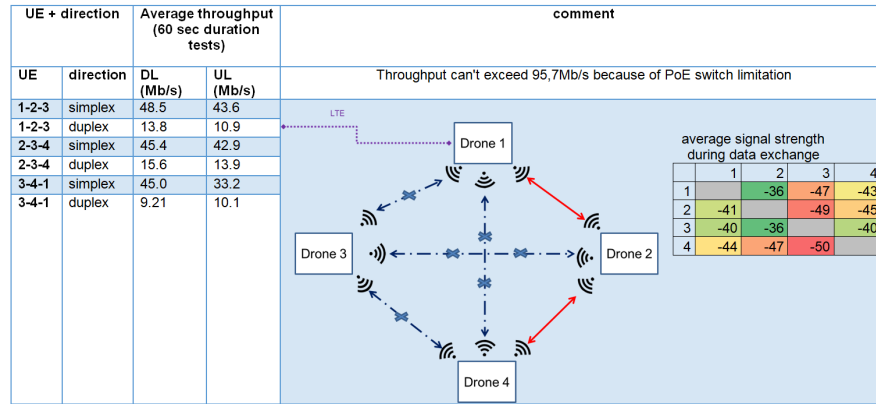 UE + direction Average throughput (60 sec duration tests) comment
UE direction DL (Mb/s) UL (Mb/s) Throughput can't exceed 95,7Mb/s because of PoE switch limitation
1-2-3 simplex 48.5 43.6
1-2-3 duplex 13.8 10.9
2-3-4 simplex 45.4 42.9
2-3-4 duplex 15.6 13.9
3-4-1 simplex 45.0 33.2
3-4-1 duplex 9.21 10.1
LTE
Drone 1
Drone 3
Drone 2
Drone 4
average signal strength
during data exchange
1 2 3 4
1 -36 -47 -43
2 -41 -49 -45
3 -40 -36 -40
4 -44 -47 -50